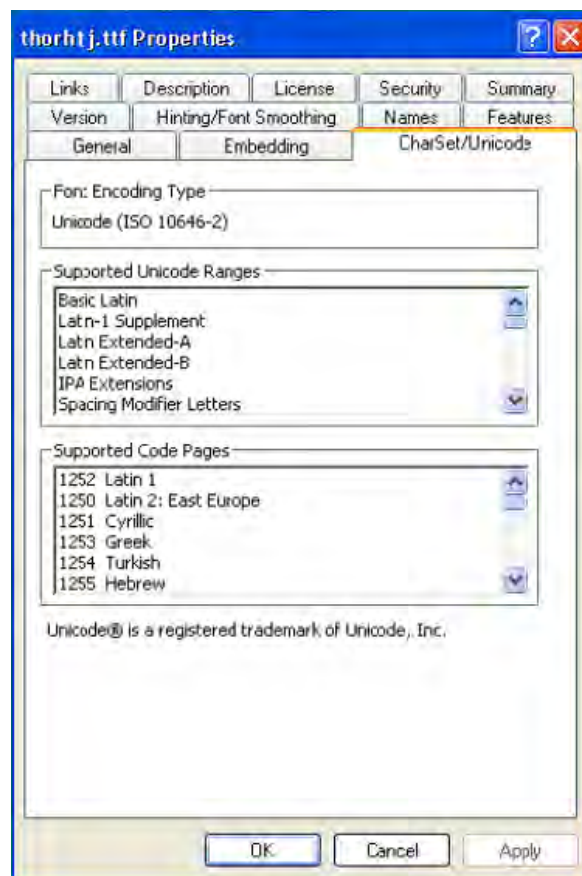 thorhtj.ttf Properties
Links Description License Security Summary
Version Hinting/Font Smoothing Names Features
General Embedding CharSet/Unicode
Font Encoding Type
Unicode (ISO 10646-2)
Supported Unicode Ranges
Basic Latin
Latin-1 Supplement
Latin Extended-A
Latin Extended-B
IPA Extensions
Spacing Modifier Letters
Supported Code Pages
1252 Latin 1
1250 Latin 2: East Europe
1251 Cyrillic
1253 Greek
1254 Turkish
1255 Hebrew
Unicode® is a registered trademark of Unicode, Inc.
OK Cancel Apply